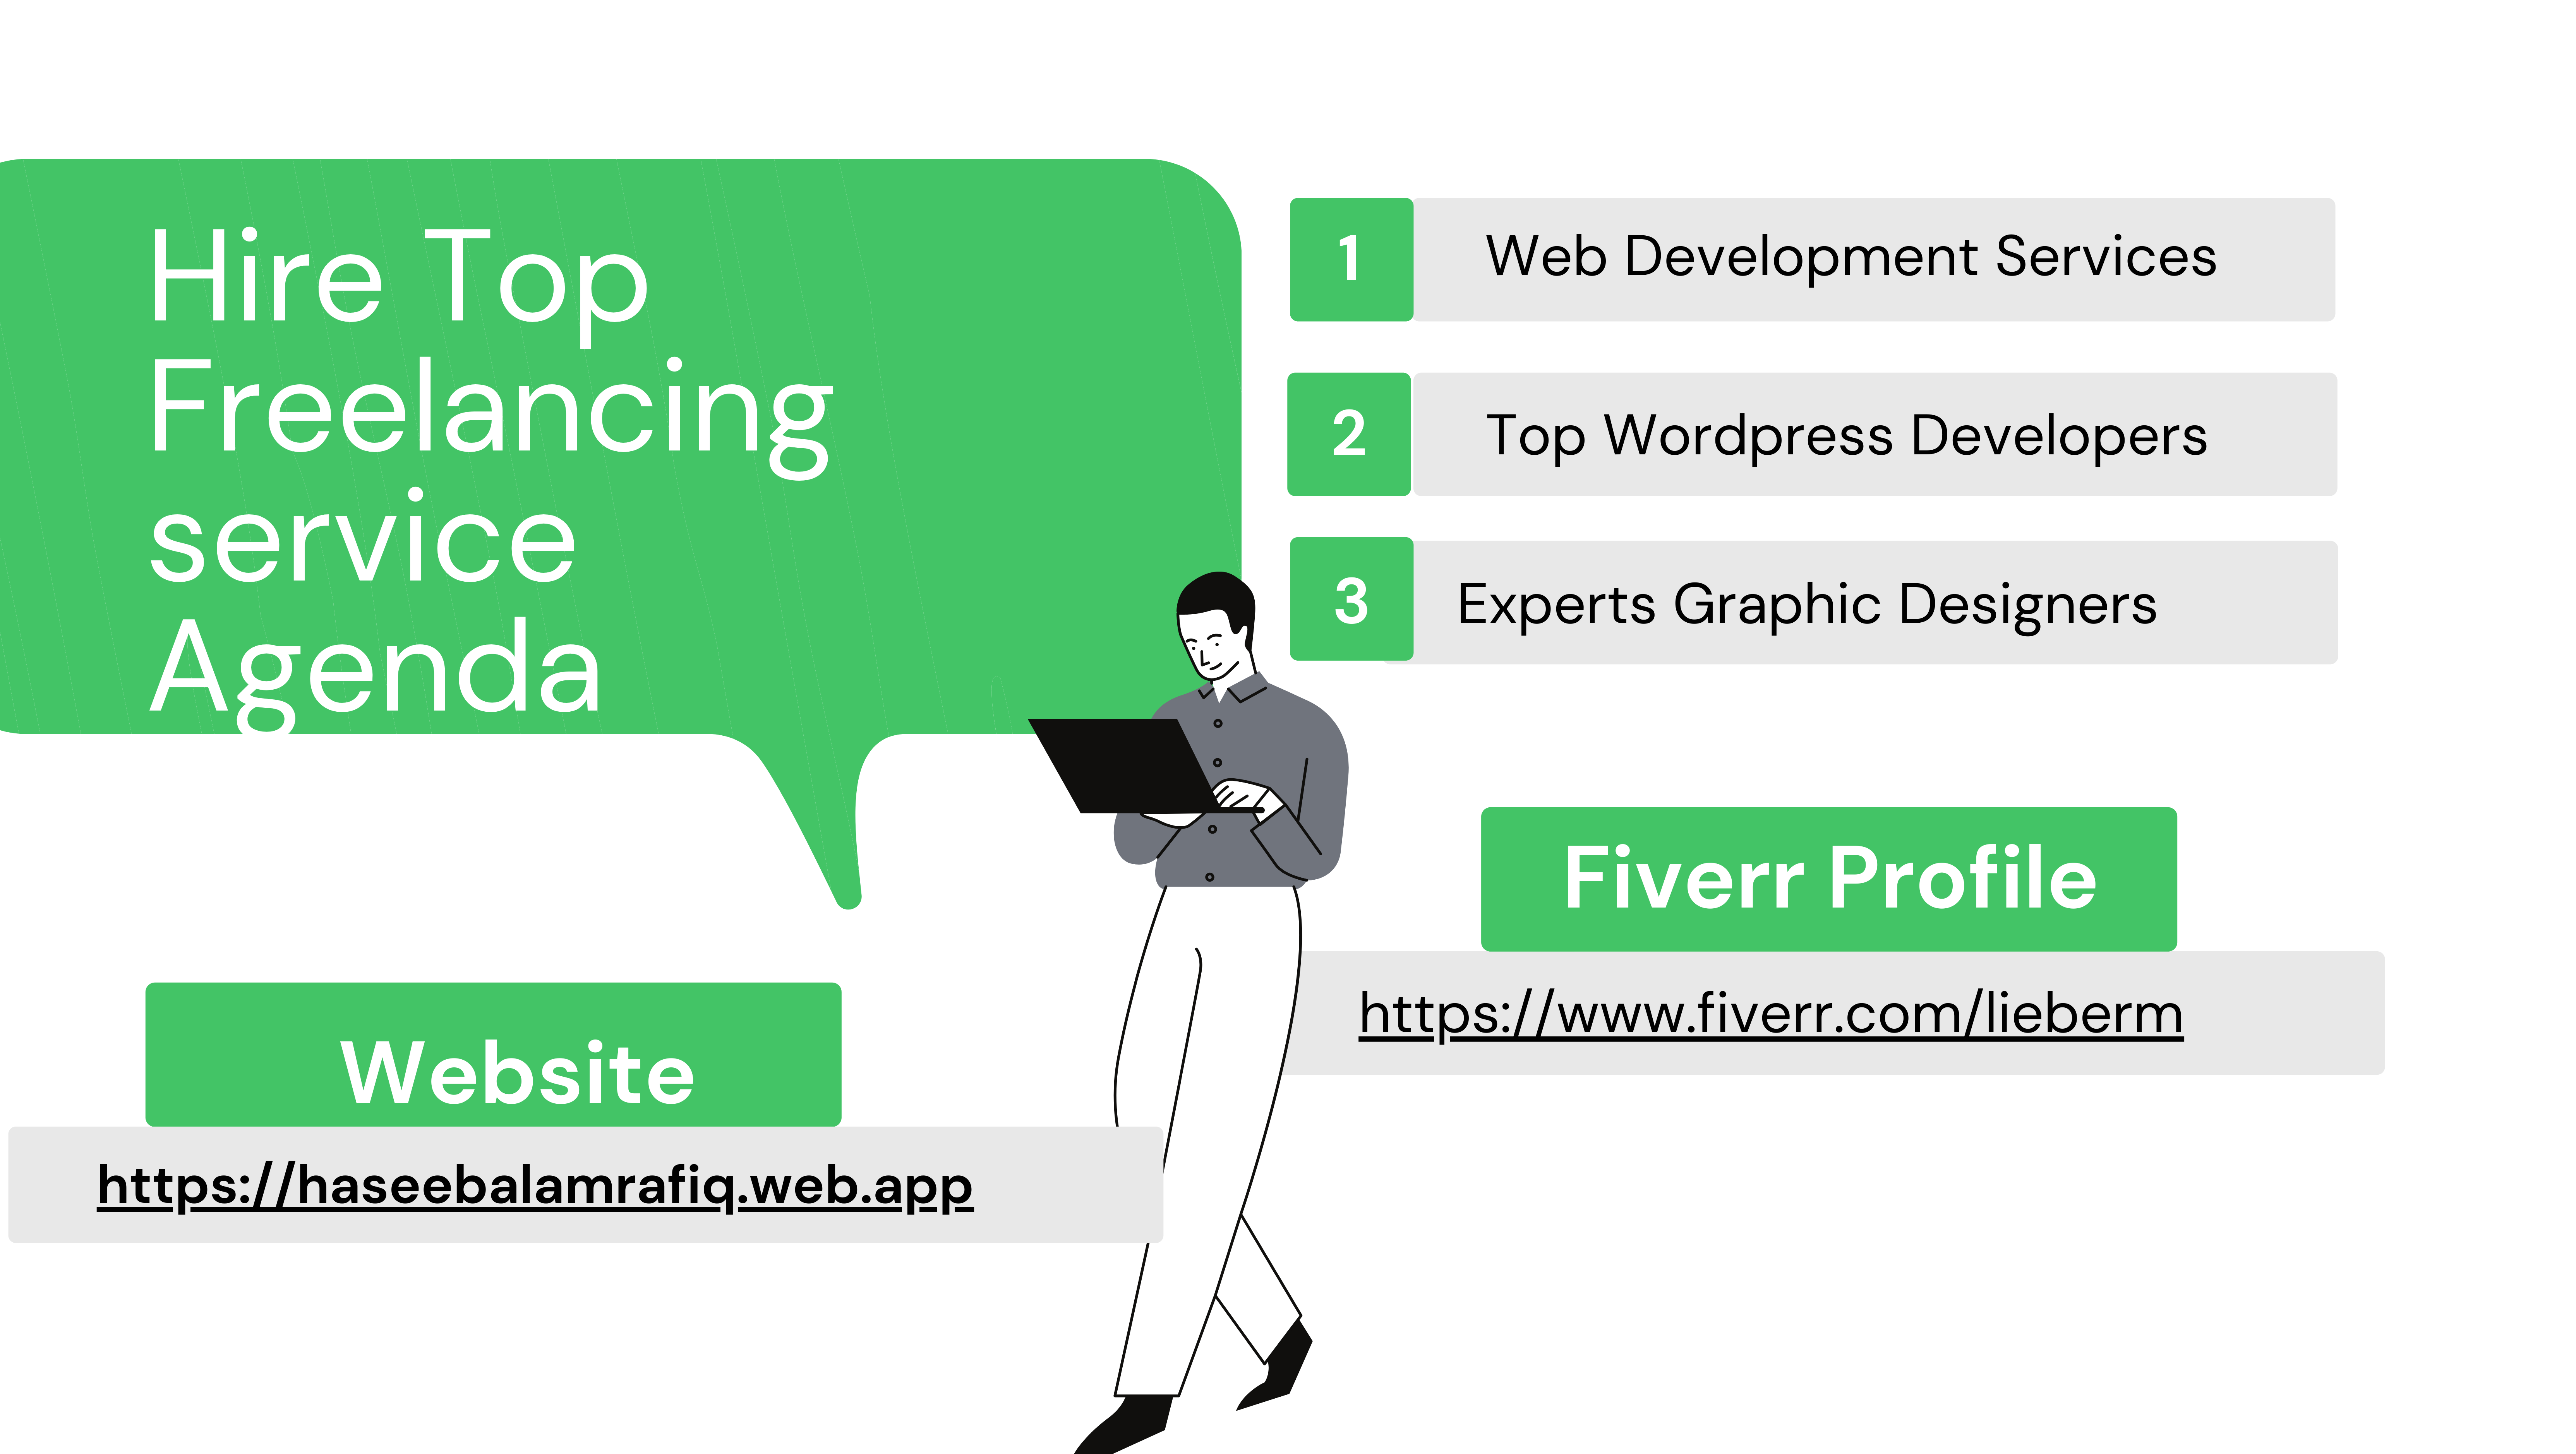 Hire Top
Freelancing
service
Agenda
1
Web Development Services
2
Top Wordpress Developers
3
Experts Graphic Designers
Fiverr Profile
https://www.fiverr.com/lieberm
Website
https://haseebalamrafiq.web.app